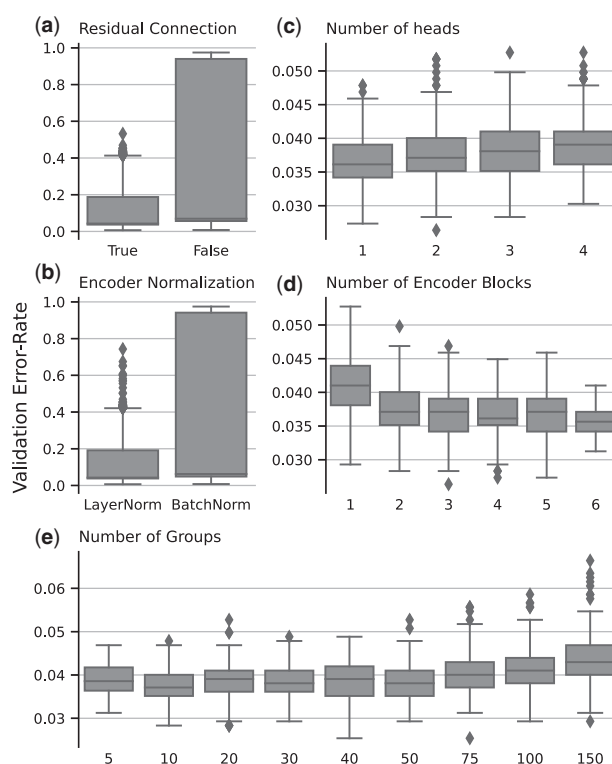 (a) Residual Connection
1.0
0.8
0.6
0.4
0.2
0.0
True False
(b) Encoder Normalization
1.0
0.8
0.6
0.4
0.2
0.0
LayerNorm BatchNorm
Validation Error-Rate
(c) Number of heads
0.050
0.045
0.040
0.035
0.030
1 2 3 4
(d) Number of Encoder Blocks
0.050
0.045
0.040
0.035
0.030
1 2 3 4 5 6
(e) Number of Groups
0.06
0.05
0.04
0.03
5 10 20 30 40 50 75 100 150